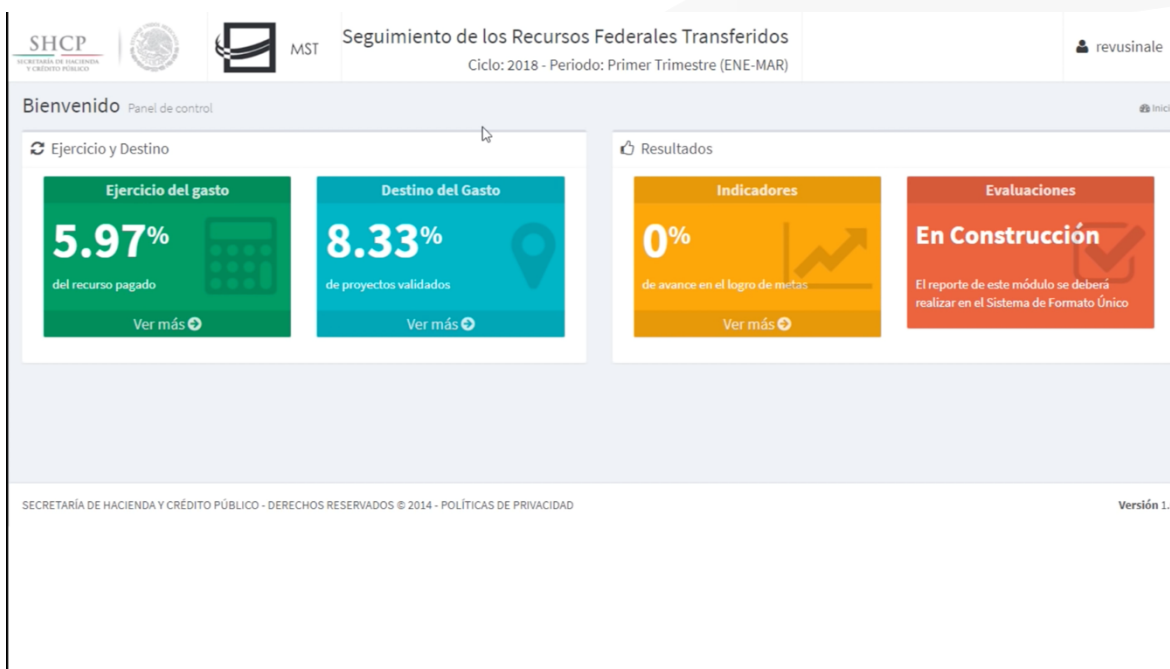 SHCP
SECRETARÍA DE HACIENDA
Y CRÉDITO PÚBLICO
MST
Seguimiento de los Recursos Federales Transferidos
Ciclo: 2018 - Periodo: Primer Trimestre (ENE-MAR)
revusinale
Bienvenido Panel de control
Inici
Ejercicio y Destino
Ejercicio del gasto
5.97%
del recurso pagado
Ver más
Destino del Gasto
8.33%
de proyectos validados
Ver más
Resultados
Indicadores
0%
de avance en el logro de metas
Ver más
Evaluaciones
En Construcción
El reporte de este módulo se deberá
realizar en el Sistema de Formato Único
SECRETARÍA DE HACIENDA Y CRÉDITO PÚBLICO - DERECHOS RESERVADOS © 2014 - POLÍTICAS DE PRIVACIDAD
Versión 1.